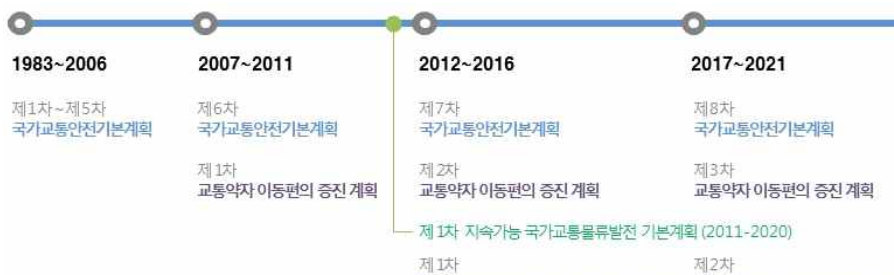 1983~2006
2007~2011
2012~2016
2017~2021
제1차~제5차
국가교통안전기본계획
제6차
국가교통안전기본계획
제7차
국가교통안전기본계획
제8차
국가교통안전기본계획
제1차
교통약자 이동편의 증진 계획
제2차
교통약자 이동편의 증진 계획
제3차
교통약자 이동편의 증진 계획
제1차 지속가능 국가교통물류발전 기본계획 (2011-2020)
제1차
제2차